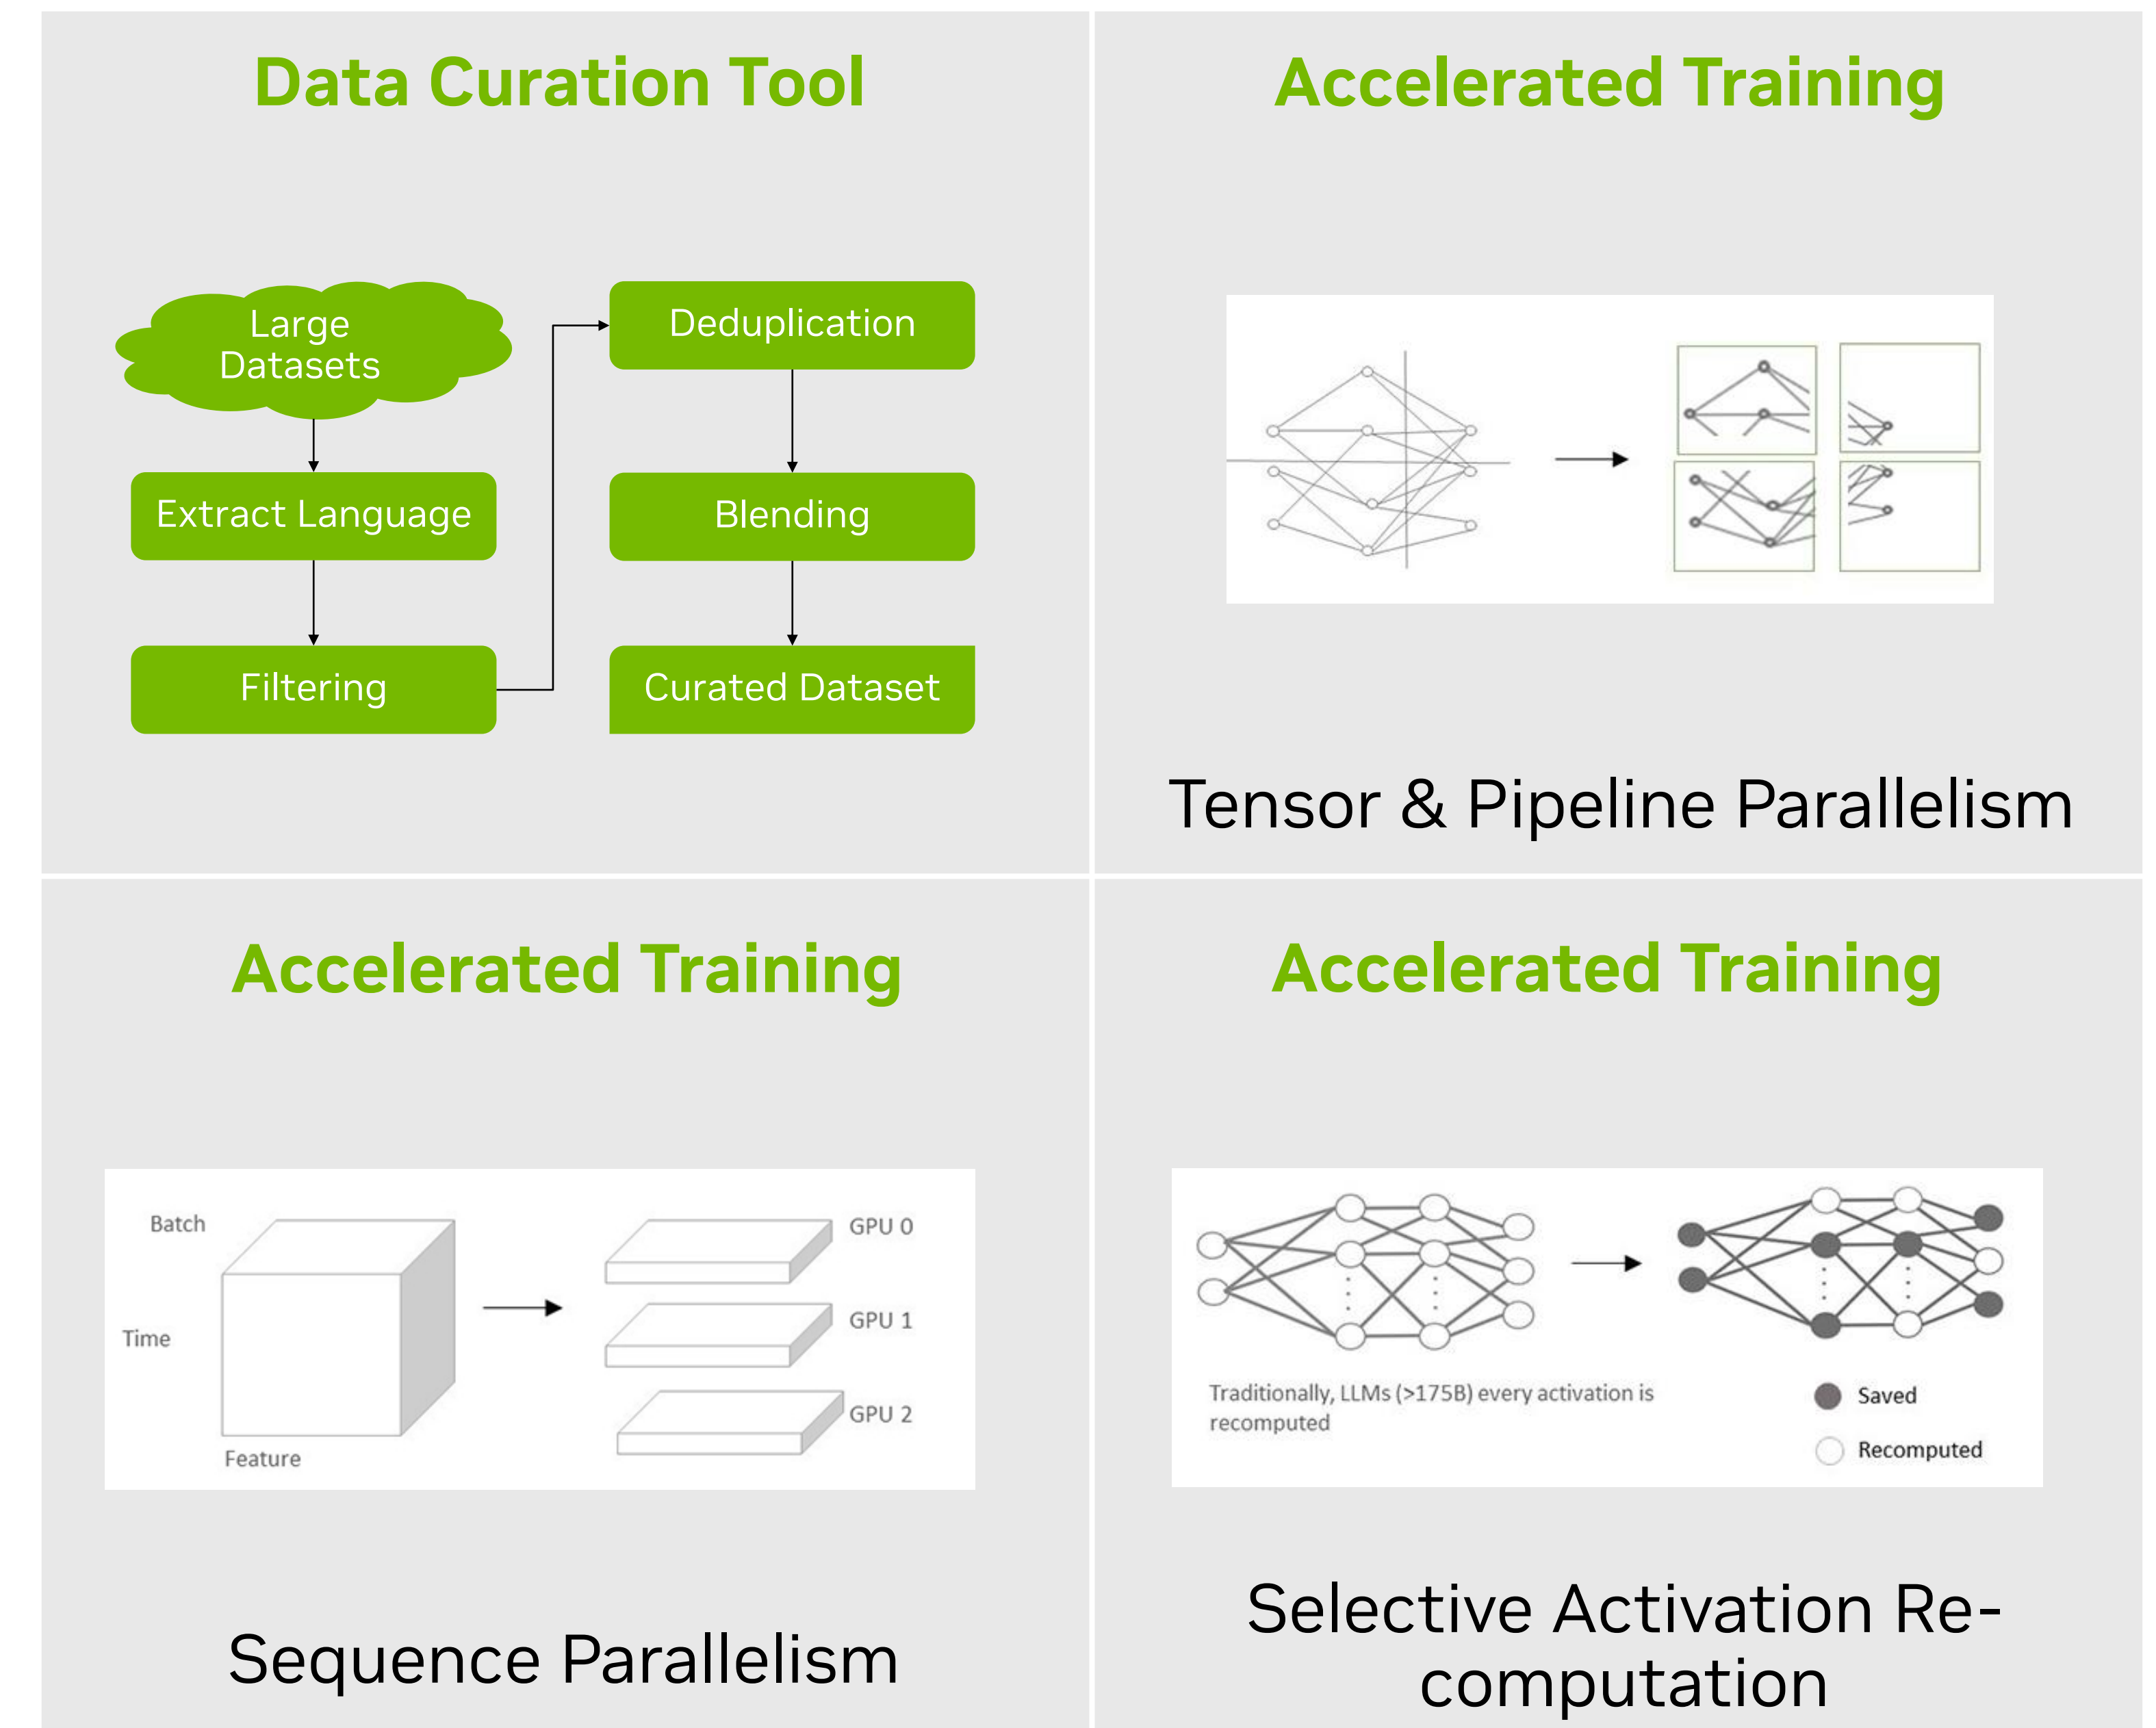 Data Curation Tool
Large
Datasets
Extract Language
Filtering
Deduplication
Blending
Curated Dataset
Accelerated Training
Tensor & Pipeline Parallelism
Accelerated Training
Batch
Time
Feature
GPU 0
GPU 1
GPU 2
Sequence Parallelism
Accelerated Training
Traditionally, LLMs (>175B) every activation is
recomputed
Saved
Recomputed
Selective Activation Re-
computation